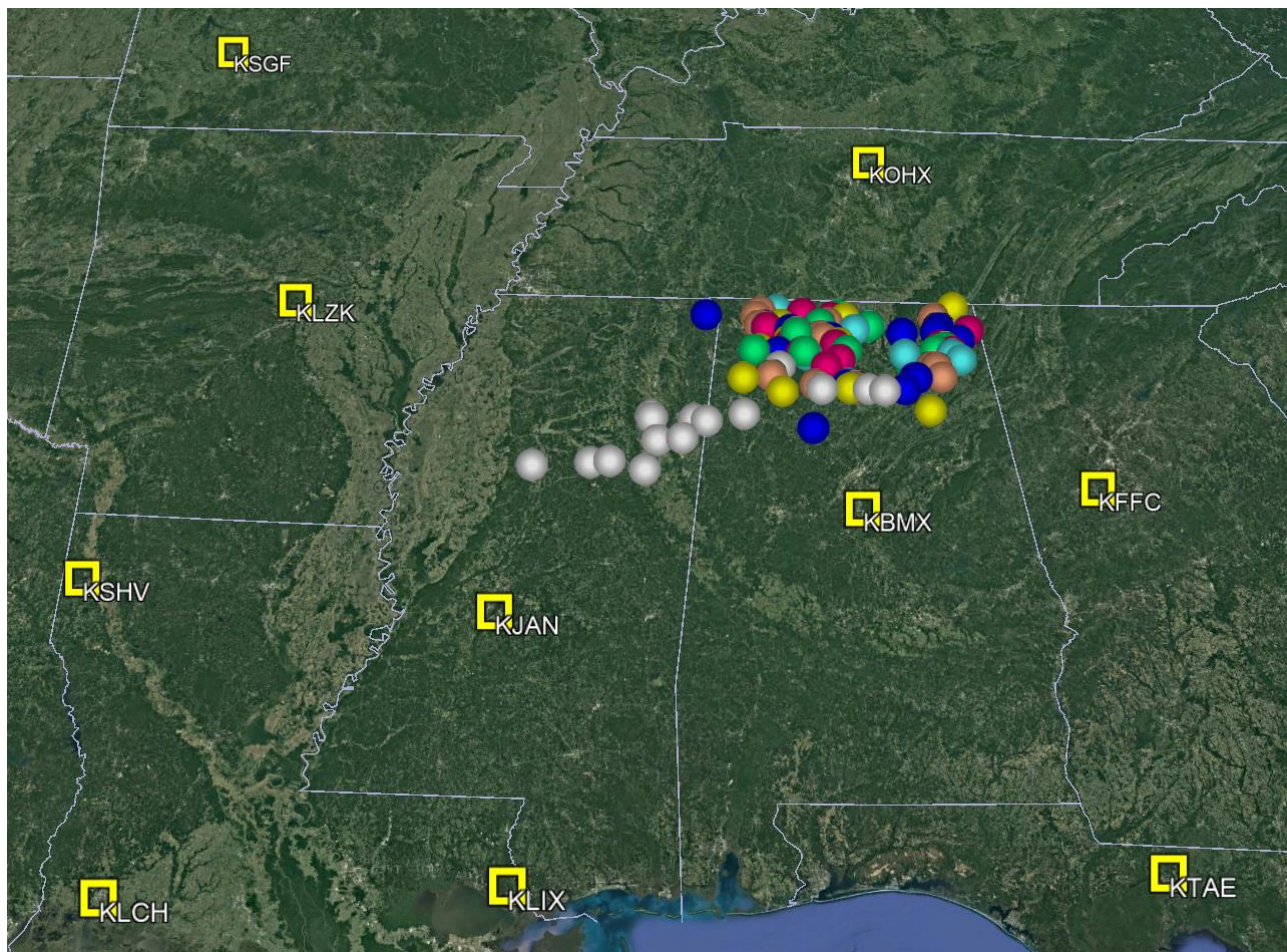 KSGF
KOHX
KLZK
KFFC
KBMX
KSHV
KJAN
KTAE
KLIX
KLCH